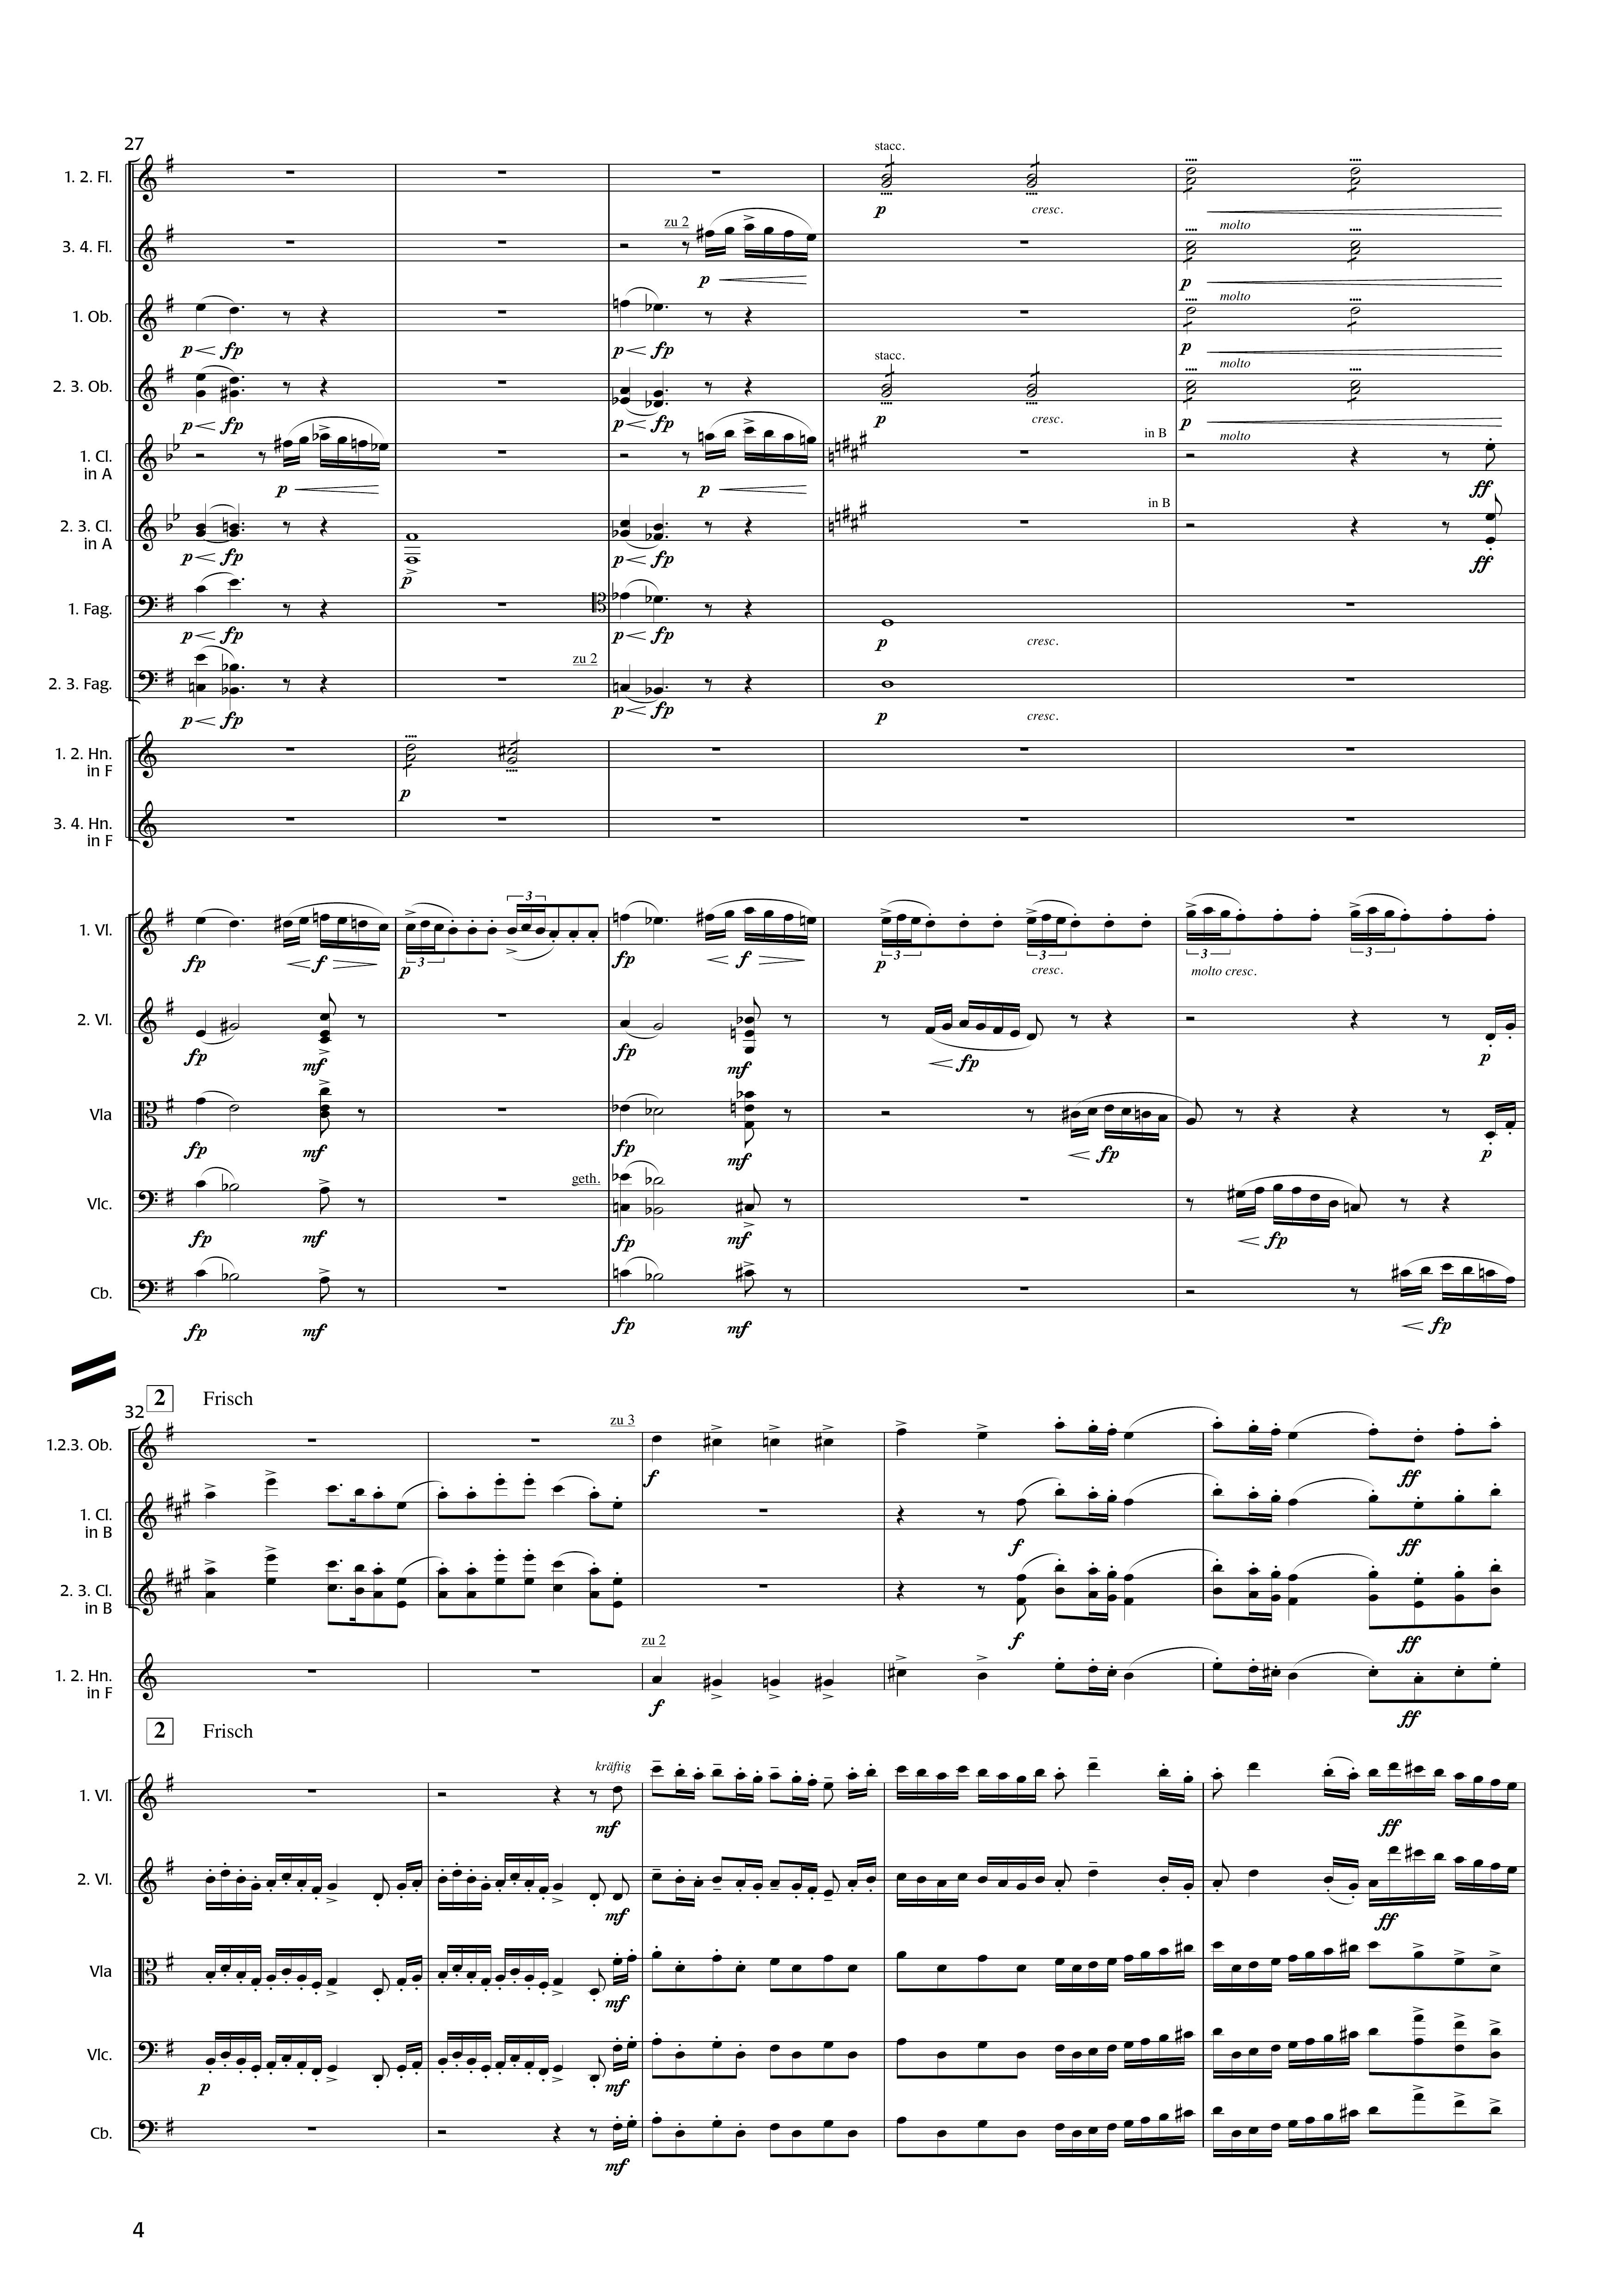 27
1. 2. Fl.
stacc.
p
cresc.
molto
3. 4. Fl.
zu 2
p
p
molto
1. Ob.
p fp
p fp
p
molto
2. 3. Ob.
stacc.
p fp
p fp
p
cresc.
p
molto
1. Cl.
in A
p
p
in B
ff
2. 3. Cl.
in A
p fp
p
p fp
in B
ff
1. Fag.
p fp
p fp
p
cresc.
2. 3. Fag.
zu 2
p fp
p fp
p
cresc.
1. 2. Hn.
in F
p
3. 4. Hn.
in F
1. Vl.
fp
f
p
3
3
fp
f
p
3
cresc.
3
molto cresc.
3
3
2. Vl.
fp
mf
fp
mf
fp
p
Vla
fp
mf
fp
mf
fp
p
Vlc.
geth.
fp
mf
fp
mf
fp
Cb.
fp
mf
fp
mf
fp
2 Frisch
32
1.2.3. Ob.
zu 3
f
ff
1. Cl.
in B
f
ff
2. 3. Cl.
in B
f
ff
1. 2. Hn.
in F
zu 2
f
ff
2 Frisch
1. Vl.
kräftig
mf
ff
2. Vl.
mf
ff
Vla
mf
Vlc.
p
mf
Cb.
mf
4